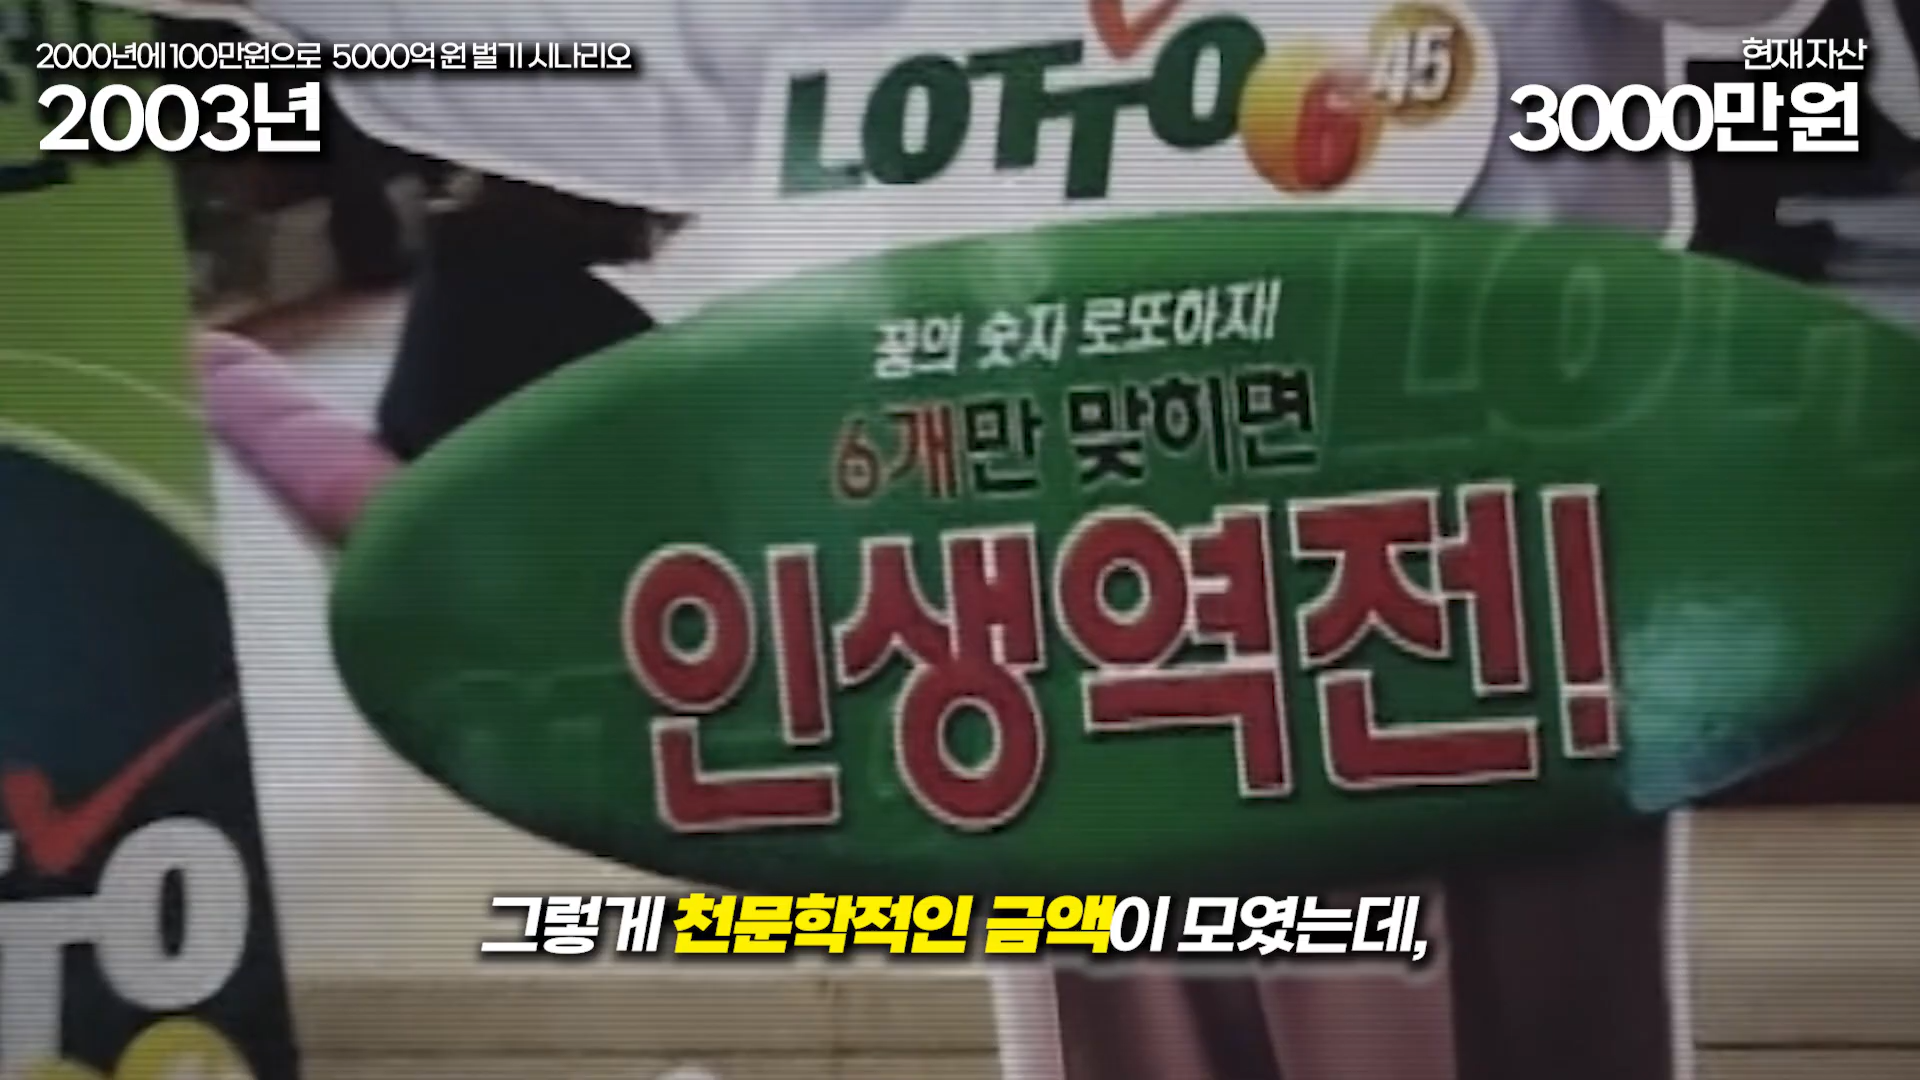 2000년에 100만원으로 5000억 원 벌기 시나리오
2003년
현재 자산
3000만 원
LOTTO 6 45
꿈의 숫자 로또하자!
6개만 맞히면
인생역전!
그렇게 천문학적인 금액이 모였는데,